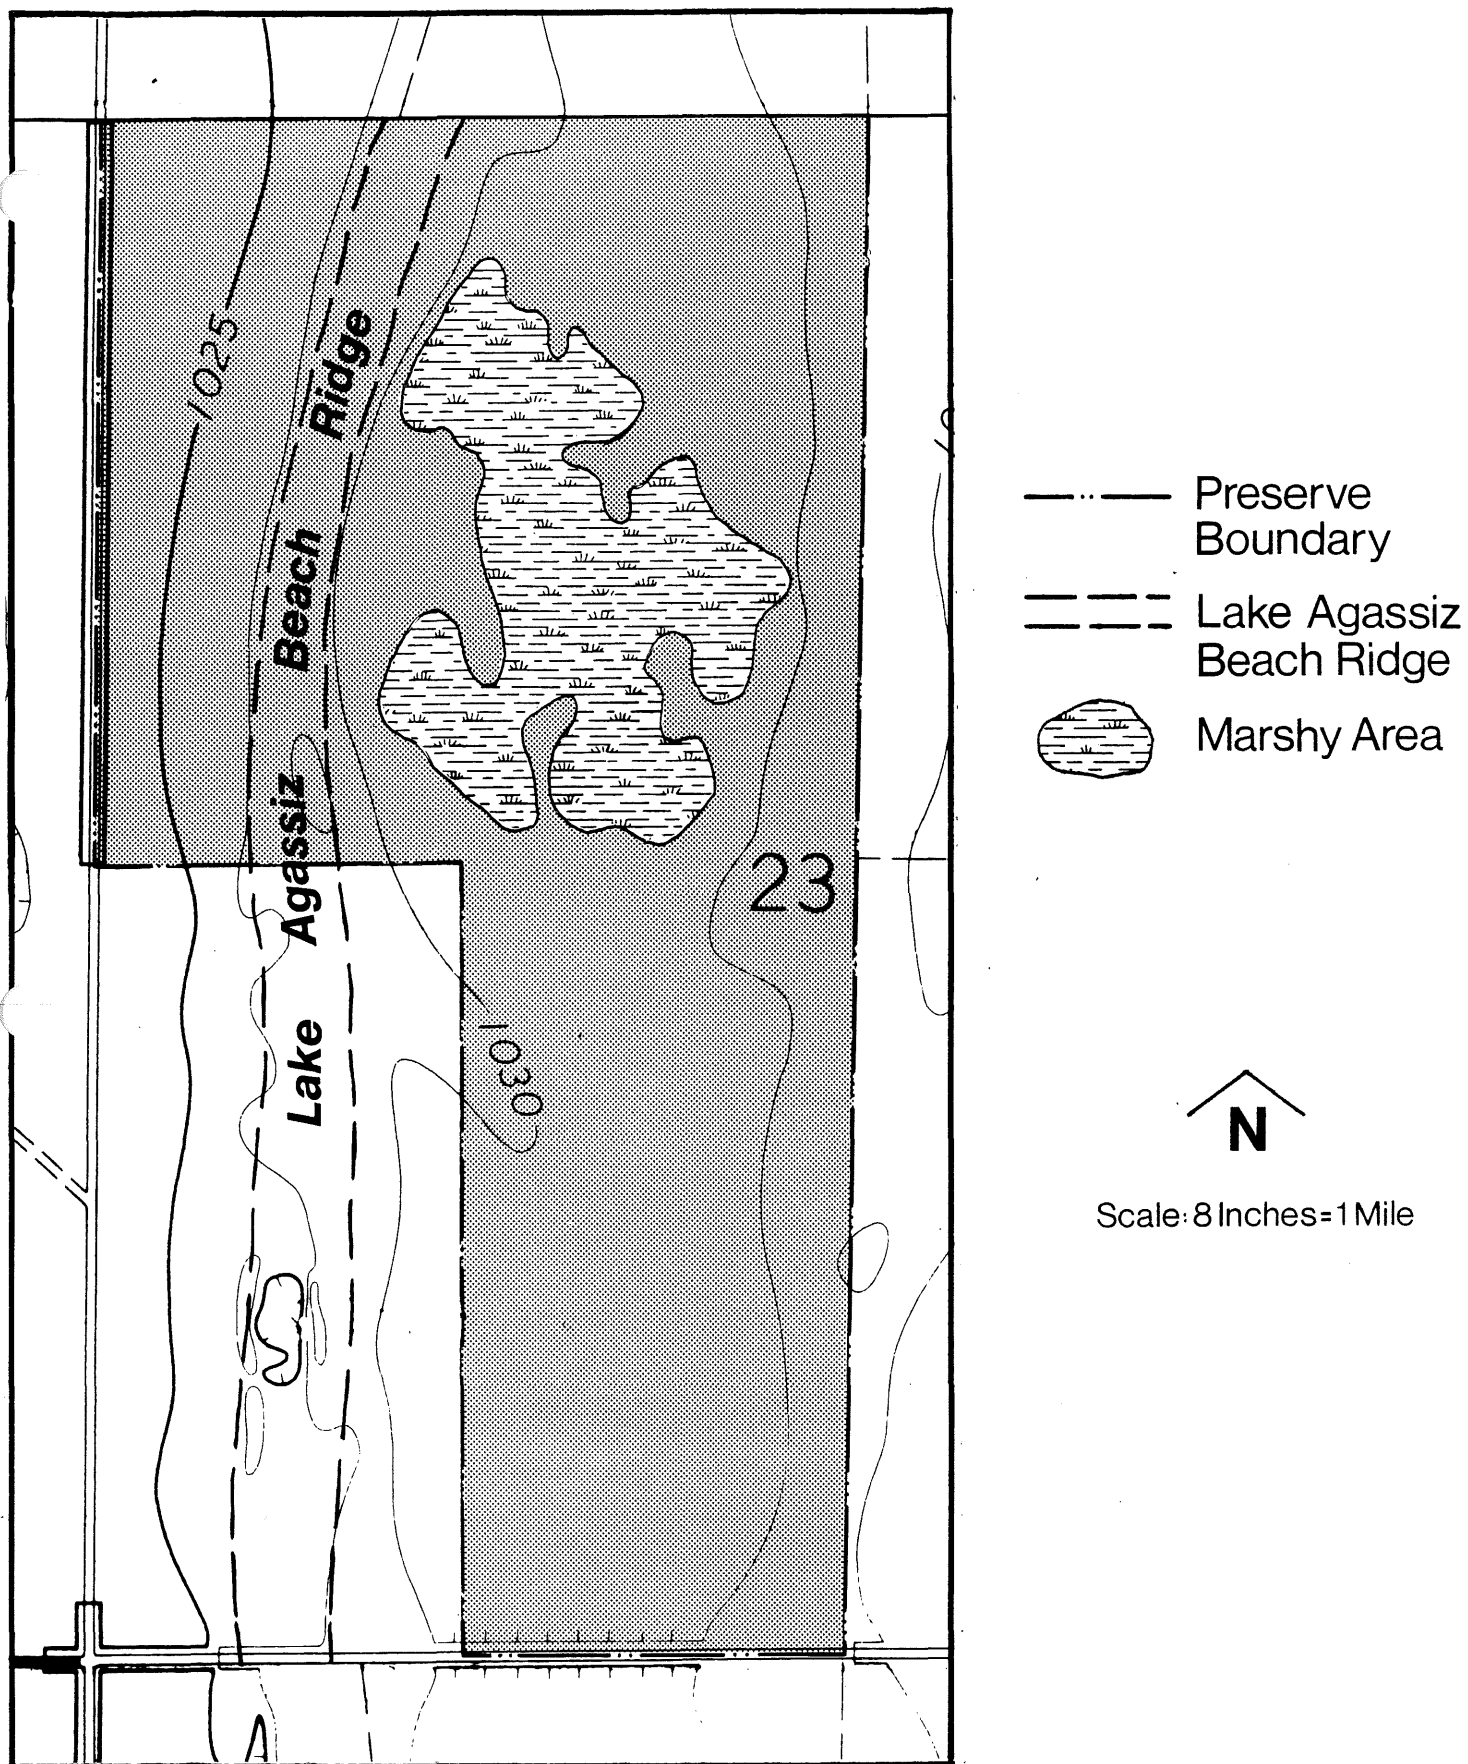 1025
Lake Agassiz Beach Ridge
23
1030
Preserve
Boundary
Lake Agassiz
Beach Ridge
Marshy Area
N
Scale: 8 Inches = 1 Mile